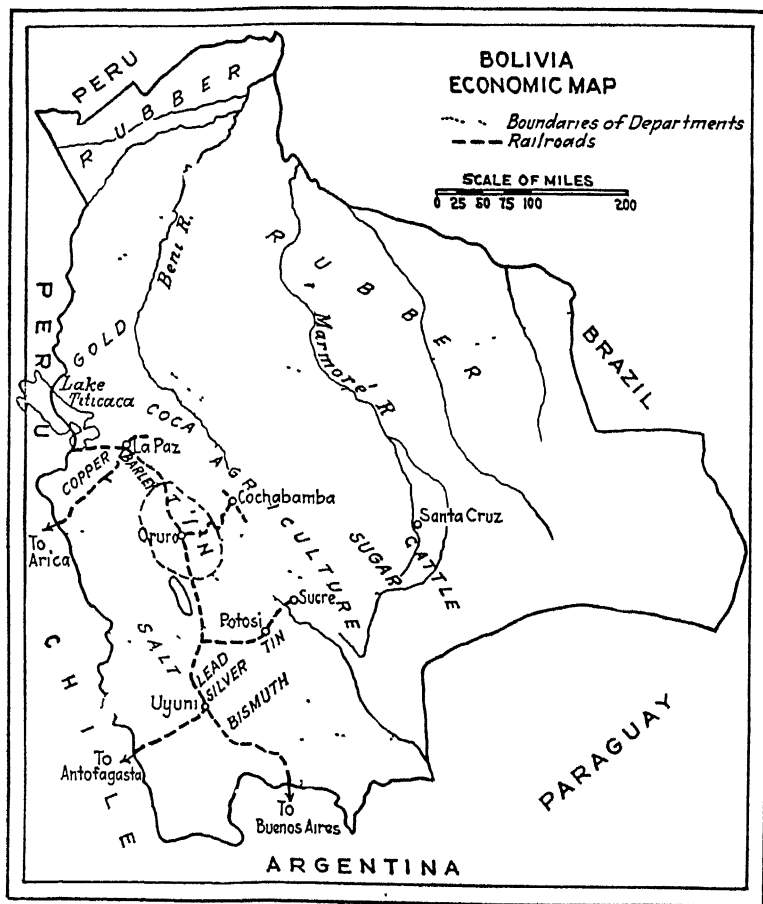 BOLIVIA
ECONOMIC MAP
Boundaries of Departments
Railroads
SCALE OF MILES
0 25 50 75 100 200
PERU
RUBBER
Beni R.
RUBBER
Marmoré R
BRAZIL
PERU
GOLD
Lake
Titicaca
COCA
La Paz
COPPER
BARLEY
AGRICULTURE
TIN
Cochabamba
Oruro
To
Arica
Santa Cruz
SUGAR
CATTLE
Sucre
Potosi
TIN
SALT
LEAD
SILVER
BISMUTH
Uyuni
CHILE
To
Antofagasta
To
Buenos Aires
PARAGUAY
ARGENTINA